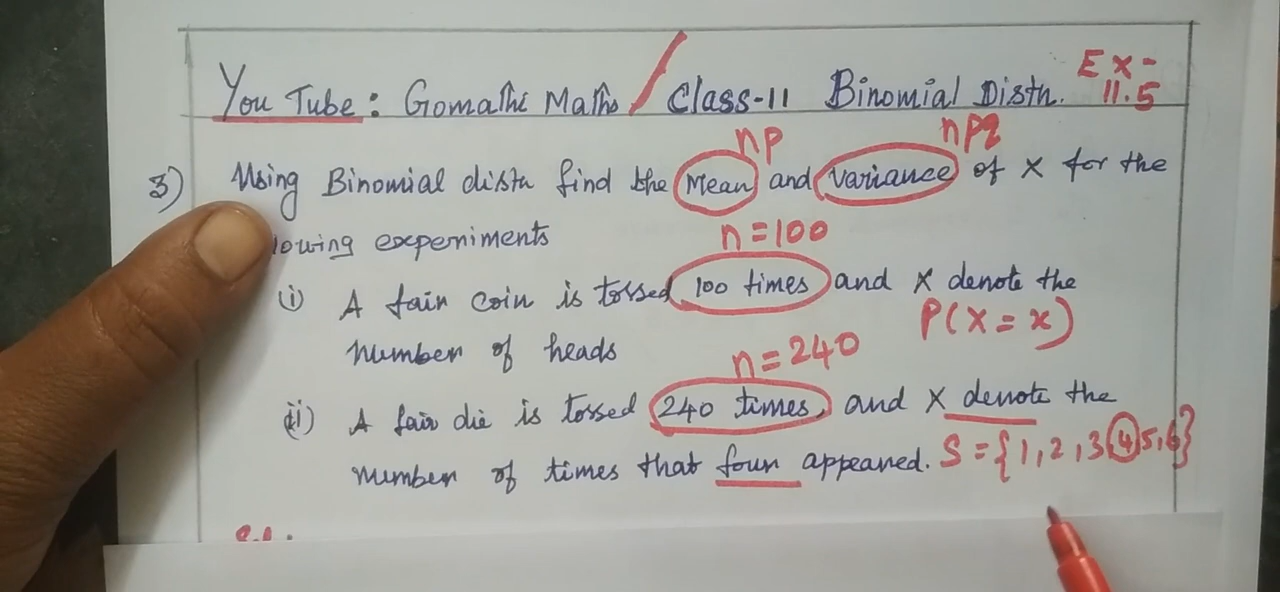 You Tube: Gomathi Maths / Class-11 Binomial Distn. Ex-11.5
np npq
3) Using Binomial distn find the Mean and variance of X for the
lowing experiments
n=100
(i) A fair coin is tossed 100 times and X denote the
number of heads P(X=x)
n=240
(ii) A fair die is tossed 240 times, and X denote the
number of times that four appeared. S={1,2,3 4 5,6}